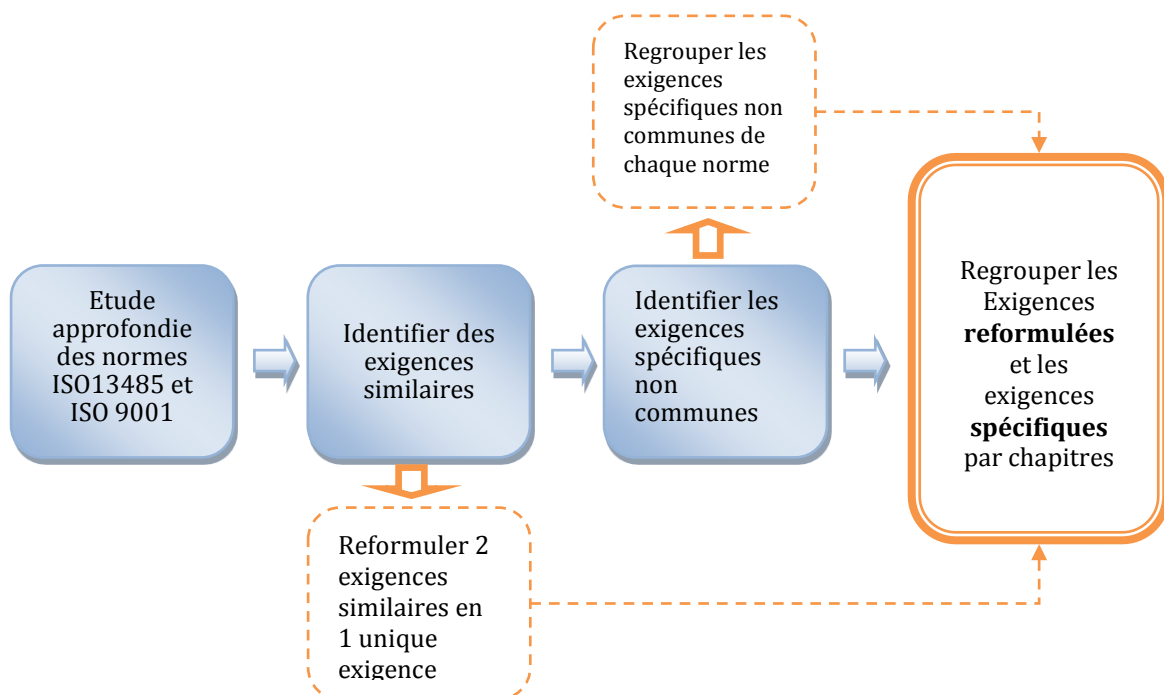 Regrouper les
exigences
spécifiques non
communes de
chaque norme
Etude
approfondie
des normes
ISO13485 et
ISO 9001
Identifier des
exigences
similaires
Identifier les
exigences
spécifiques
non
communes
Regrouper les
Exigences
reformulées
et les
exigences
spécifiques
par chapitres
Reformuler 2
exigences
similaires en
1 unique
exigence